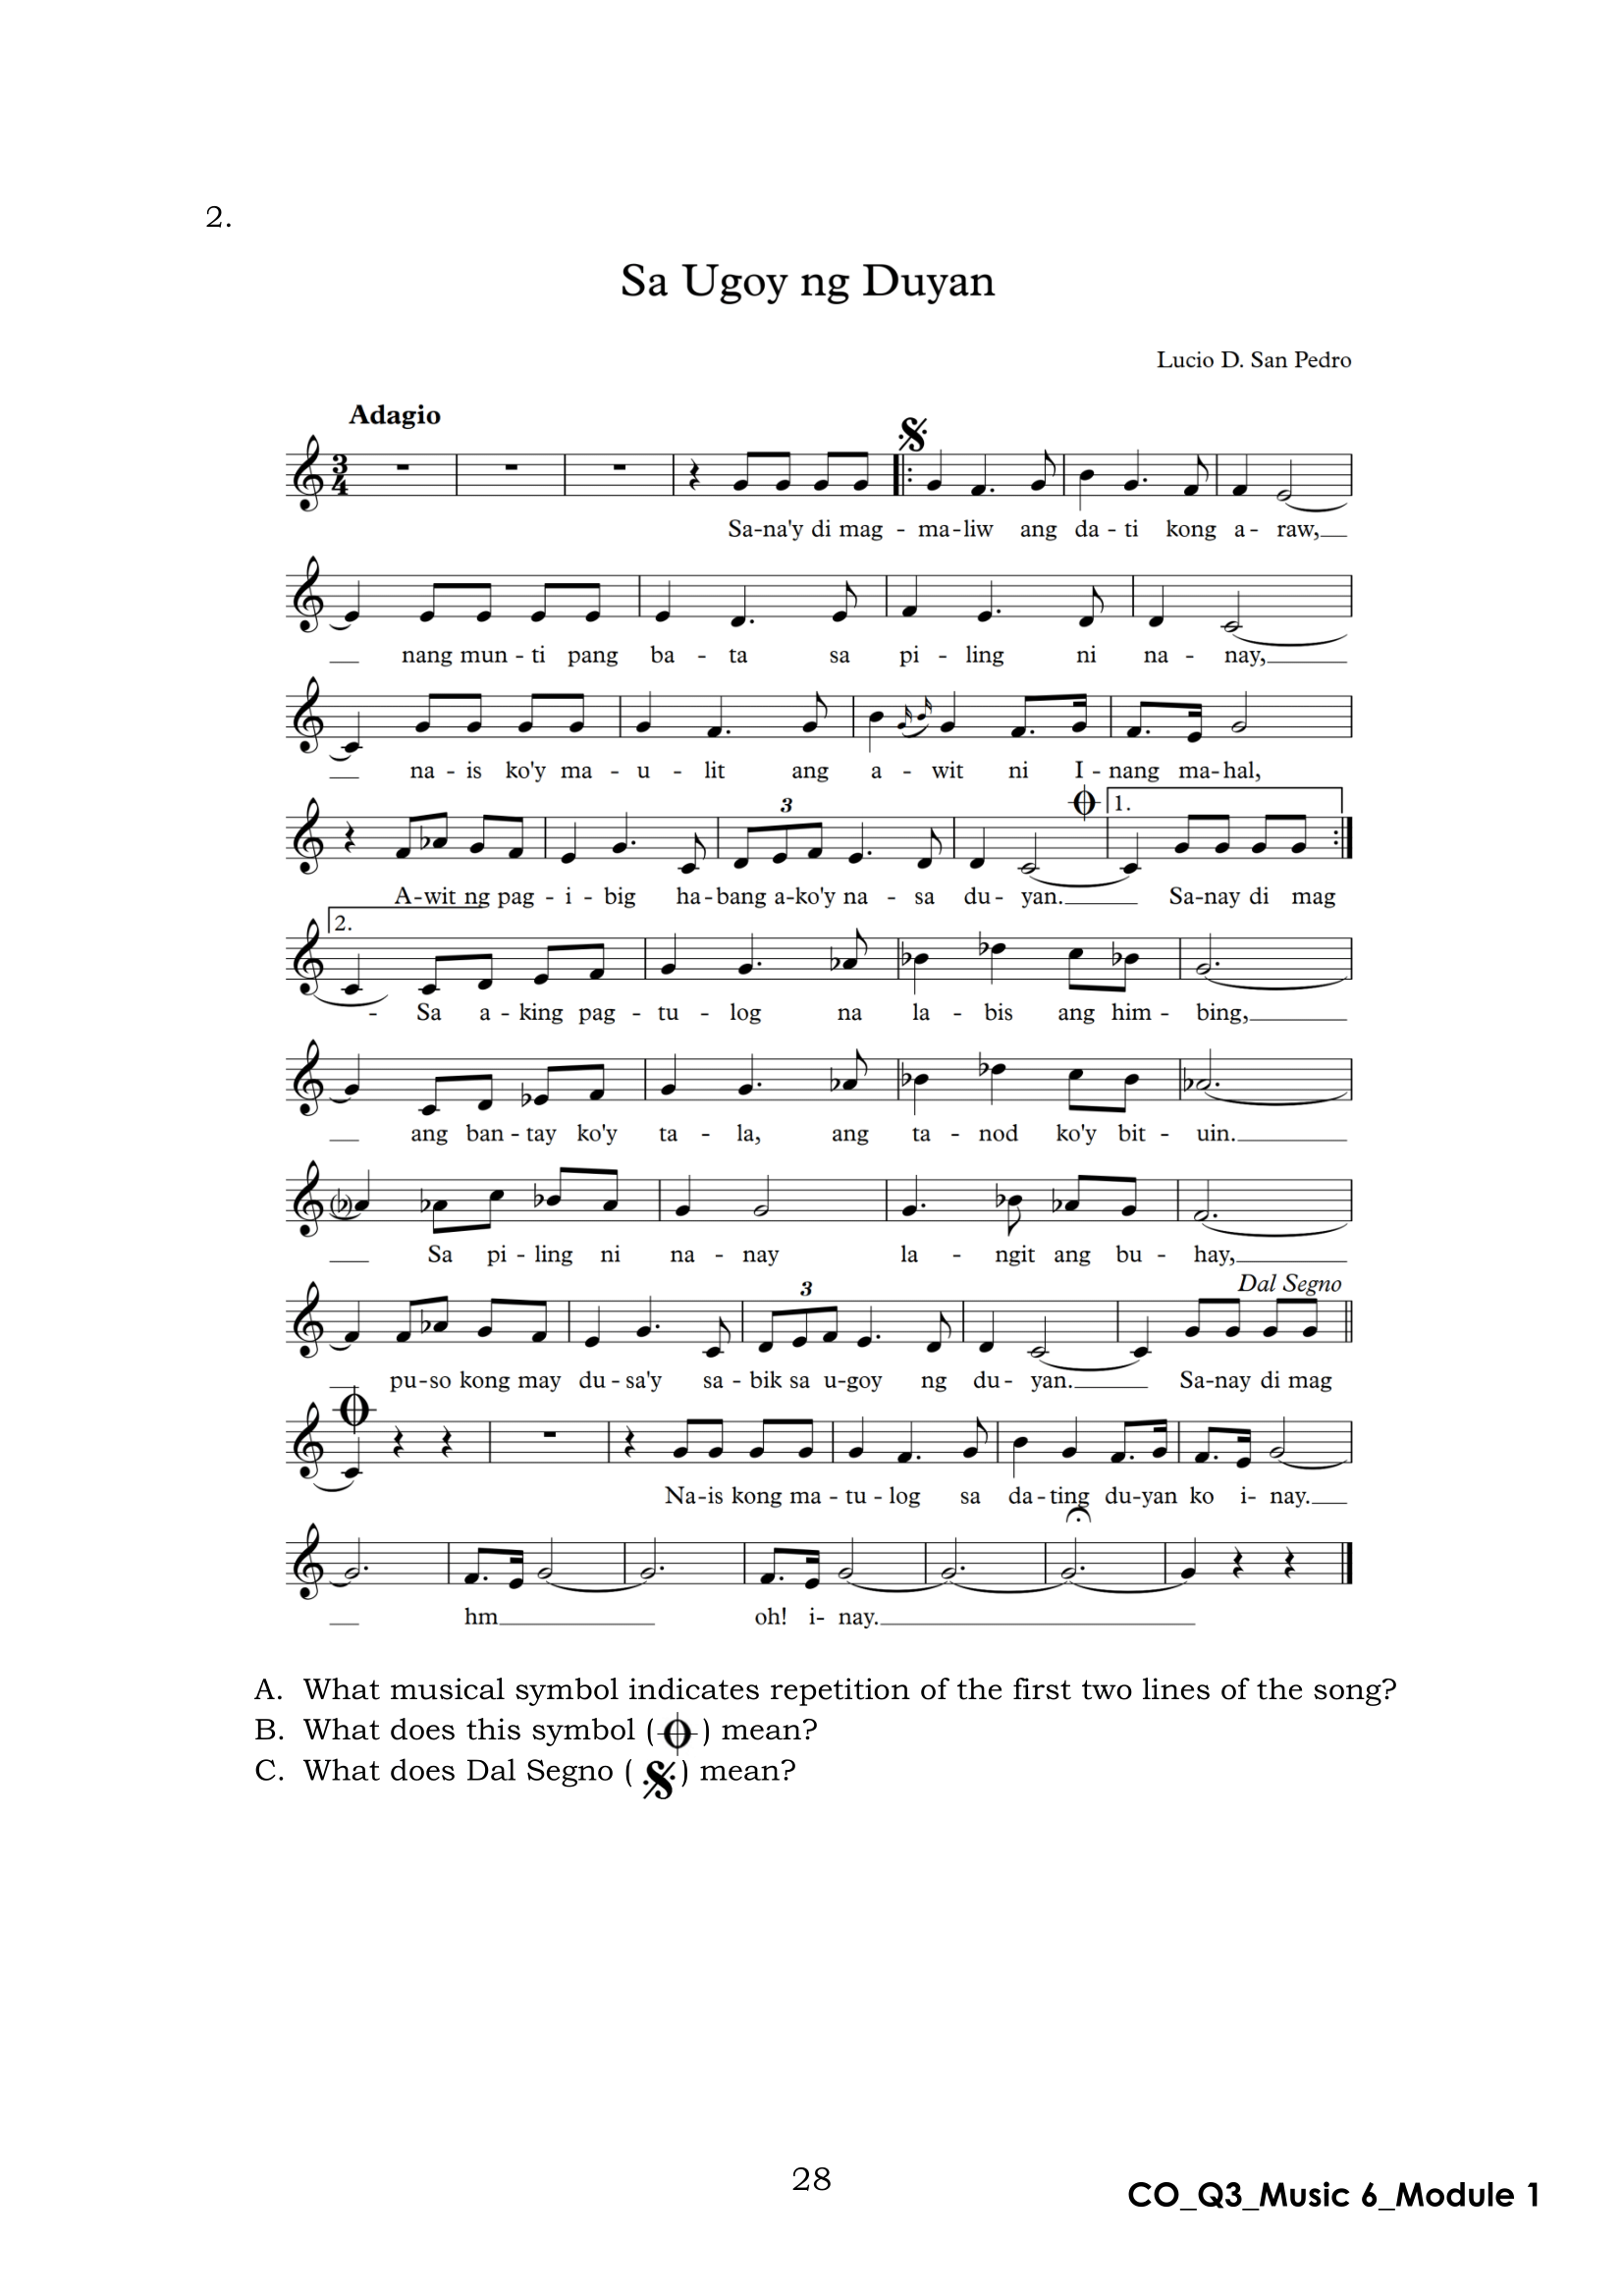 2.
Sa Ugoy ng Duyan
Lucio D. San Pedro
Adagio
3
4
Sa-na'y di mag - ma-liw ang da - ti kong a - raw,
nang mun - ti pang ba - ta sa pi - ling ni na - nay,
na - is ko'y ma - u - lit ang a - wit ni I - nang ma-hal,
3 1.
A-wit ng pag - i - big ha-bang a-ko'y na - sa du - yan. Sa-nay di mag
2.
- Sa a - king pag - tu - log na la - bis ang him - bing,
ang ban - tay ko'y ta - la, ang ta - nod ko'y bit - uin.
Sa pi - ling ni na - nay la - ngit ang bu - hay,
3 Dal Segno
pu-so kong may du-sa'y sa - bik sa u-goy ng du - yan. Sa-nay di mag
Na-is kong ma - tu - log sa da-ting du-yan ko i- nay.
hm oh! i- nay.
A. What musical symbol indicates repetition of the first two lines of the song?
B. What does this symbol ( ) mean?
C. What does Dal Segno ( ) mean?
28
CO_Q3_Music 6_Module 1